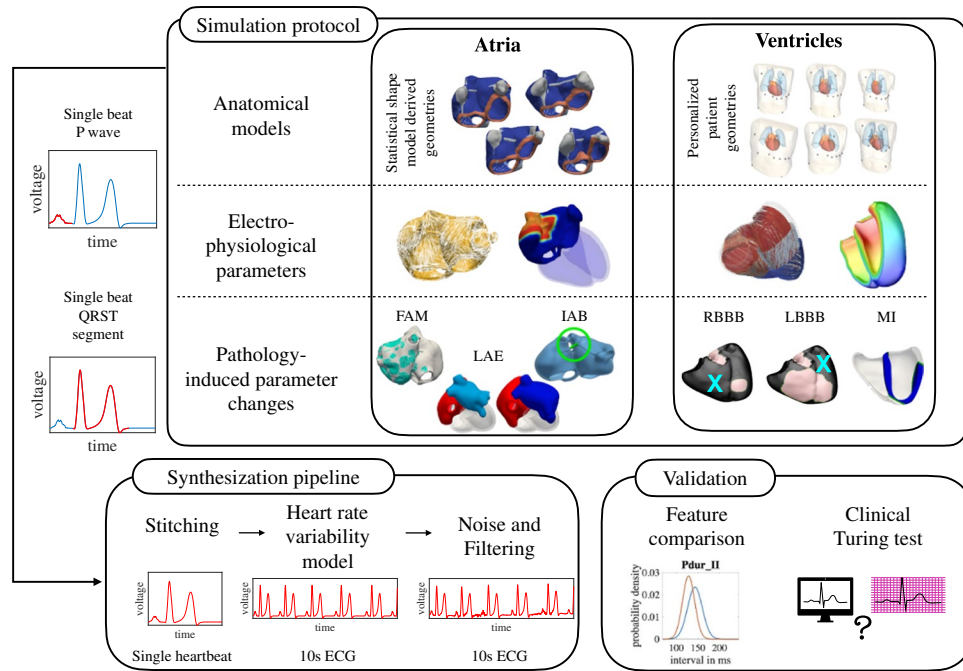 Simulation protocol
Atria
Ventricles
Anatomical
models
Statistical shape
model derived
geometries
Personalized
patient
geometries
Single beat
P wave
voltage
time
Electro-
physiological
parameters
Single beat
QRST
segment
voltage
time
Pathology-
induced parameter
changes
FAM
LAE
IAB
RBBB
LBBB
MI
X
X
Synthesization pipeline
Stitching
Heart rate
variability
model
Noise and
Filtering
voltage
time
Single heartbeat
voltage
time
10s ECG
voltage
time
10s ECG
Validation
Feature
comparison
Clinical
Turing test
Pdur_II
probability density
0.03
0.02
0.01
0
100
150
200
interval in ms
?